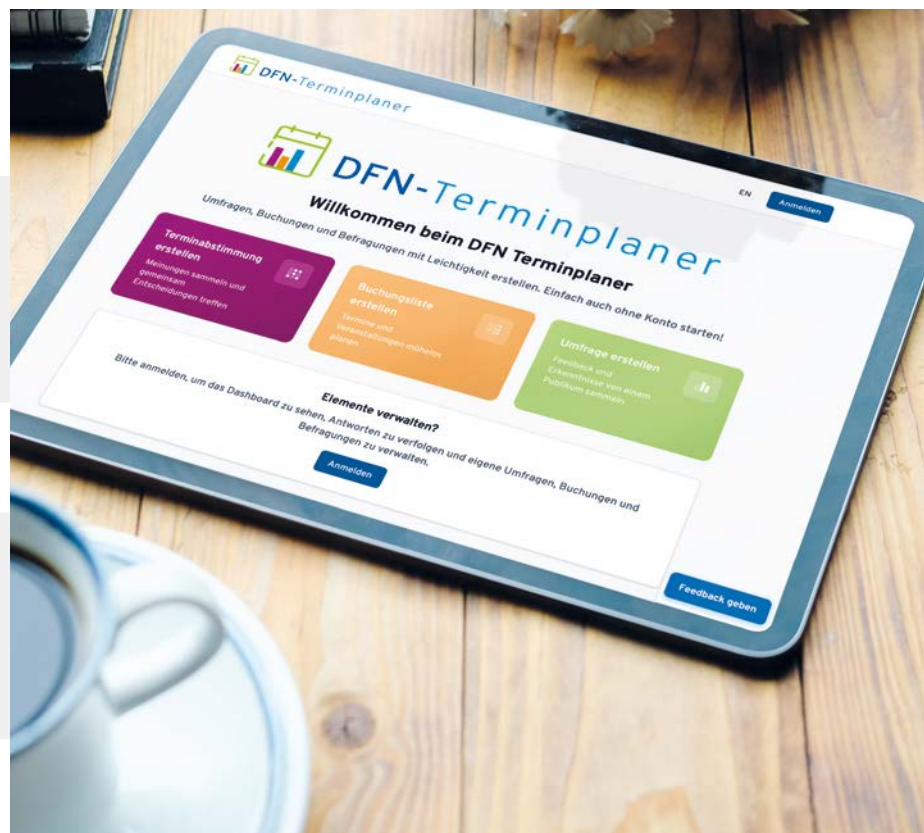 DFN-Terminplaner
EN
Anmelden
DFN-Terminplaner
Willkommen beim DFN Terminplaner
Umfragen, Buchungen und Befragungen mit Leichtigkeit erstellen. Einfach auch ohne Konto starten!
Terminabstimmung
erstellen
Meinungen sammeln und
gemeinsam
Entscheidungen treffen
Buchungsliste
erstellen
Termine und
Veranstaltungen mühelos
planen
Umfrage erstellen
Feedback und
Erkenntnisse von einem
Publikum sammeln
Elemente verwalten?
Bitte anmelden, um das Dashboard zu sehen, Antworten zu verfolgen und eigene Umfragen, Buchungen und
Befragungen zu verwalten.
Anmelden
Feedback geben